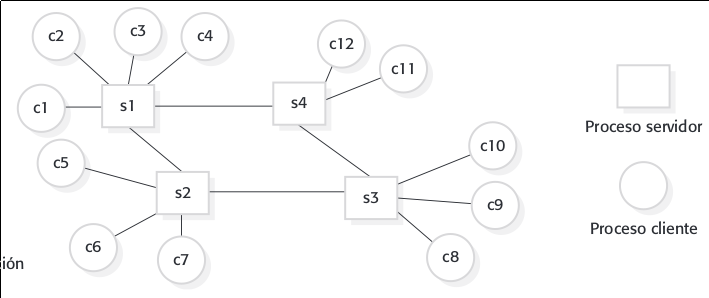 c2
c3
c4
c12
c11
c1
s1
s4
Proceso servidor
c5
c10
s2
s3
c9
c6
c7
c8
Proceso cliente
ión